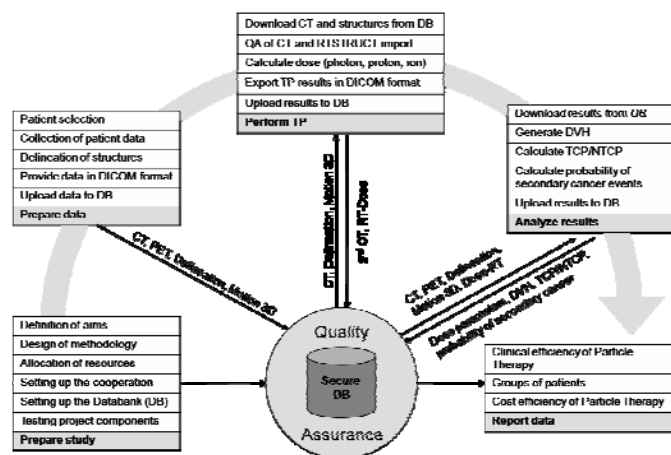 Download CT and structures from DB
QA of CT and RTSTRUCT import
Calculate dose (photon, proton, ion)
Export TP results in DICOM format
Upload results to DB
Perform TP
Patient selection
Collection of patient data
Delineation of structures
Provide data in DICOM format
Upload data to DB
Prepare data
Download results from DB
Generate DVH
Calculate TCP/NTCP
Calculate probability of
secondary cancer events
Upload results to DB
Analyze results
CT, PET, Delineation, Motion 3D
CT, Delineation, Motion 3D
2nd CT, RT-Dose
CT, PET, Delineation,
Motion 3D, Dose-RT
Dose parameters, DVH, TCP/NTCP,
probability of secondary cancer
Definition of aims
Design of methodology
Allocation of resources
Setting up the cooperation
Setting up the Databank (DB)
Testing project components
Prepare study
Quality
Secure
DB
Assurance
Clinical efficiency of Particle
Therapy
Groups of patients
Cost efficiency of Particle Therapy
Report data